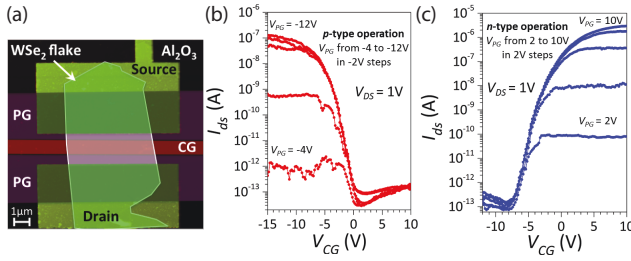 (a)
WSe2 flake
Al2O3
Source
PG
CG
PG
Drain
1μm
(b)
VPG = -12V
p-type operation
VPG from -4 to -12V
in -2V steps
VDS = 1V
VPG = -4V
Ids (A)
10-6
10-7
10-8
10-9
10-10
10-11
10-12
10-13
-15 -10 -5 0 5 10
VCG (V)
(c)
n-type operation
VPG = 10V
VPG from 2 to 10V
in 2V steps
VDS = 1V
VPG = 2V
Ids (A)
10-5
10-6
10-7
10-8
10-9
10-10
10-11
10-12
10-13
-10 -5 0 5 10
VCG (V)